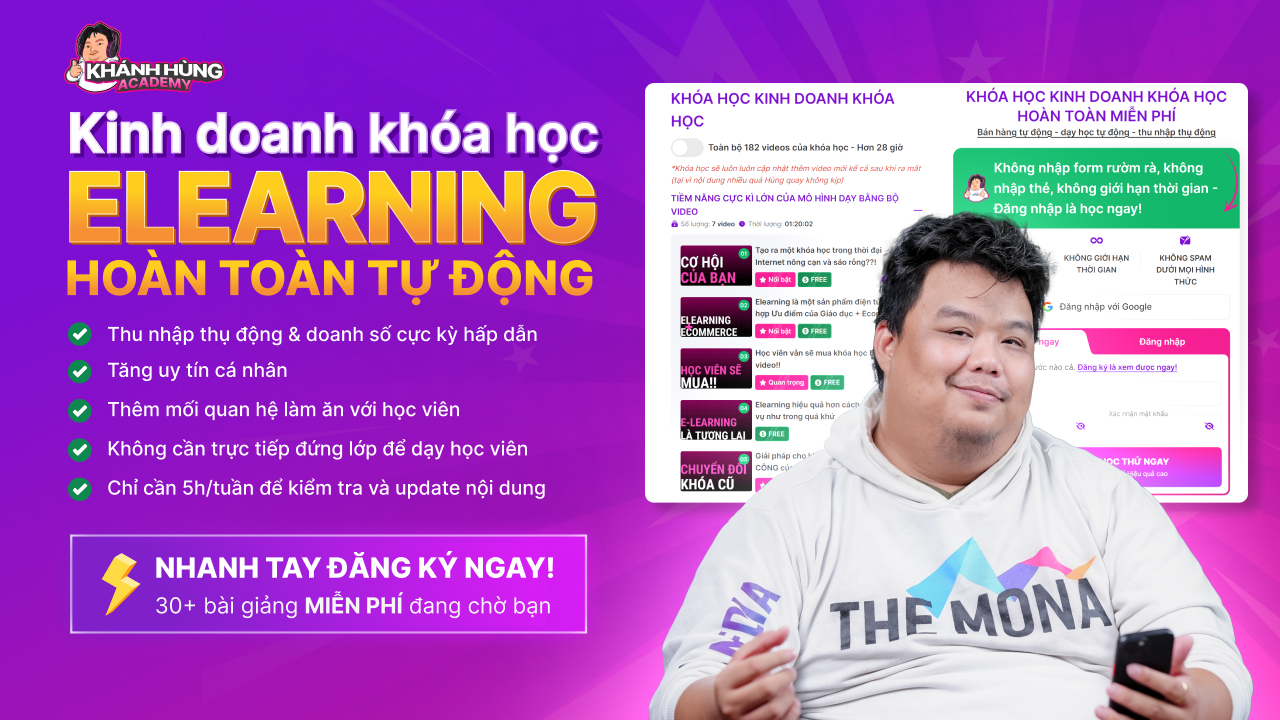 KHÁNH HÙNG
ACADEMY
Kinh doanh khóa học
ELEARNING
HOÀN TOÀN TỰ ĐỘNG
Thu nhập thụ động & doanh số cực kỳ hấp dẫn
Tăng uy tín cá nhân
Thêm mối quan hệ làm ăn với học viên
Không cần trực tiếp đứng lớp để dạy học viên
Chỉ cần 5h/tuần để kiểm tra và update nội dung
NHANH TAY ĐĂNG KÝ NGAY!
30+ bài giảng MIỄN PHÍ đang chờ bạn
KHÓA HỌC KINH DOANH KHÓA
HỌC
Toàn bộ 182 videos của khóa học - Hơn 28 giờ
*Khóa học sẽ luôn luôn cập nhật thêm video mới kể cả sau khi ra mắt
(tại vì nội dung nhiều quá Hùng quay không kịp)
TIỀM NĂNG CỰC KÌ LỚN CỦA MÔ HÌNH DẠY BẰNG BỘ
VIDEO
Số lượng: 7 video Thời lượng: 01:20:02
CƠ HỘI
CỦA BẠN
01
Tạo ra một khóa học trong thời đại
Internet nông cạn và sáo rỗng??!
Nổi bật FREE
ELEARNING
ECOMMERCE
02
Elearning là một sản phẩm điện tử
hợp Ưu điểm của Giáo dục +
Nổi bật FREE
HỌC VIÊN SẼ
MUA!!
03
Học viên vẫn sẽ mua khóa học
video!!
Quan trọng FREE
E-LEARNING
LÀ TƯƠNG LAI
04
Elearning hiệu quả hơn cách
vụ như trong quá khứ
FREE
CHUYỂN ĐỔI
KHÓA CŨ
05
Giải pháp cho
CÔNG
KHÓA HỌC KINH DOANH KHÓA HỌC
HOÀN TOÀN MIỄN PHÍ
Bán hàng tự động - dạy học tự động - thu nhập thụ động
Không nhập form rườm rà, không
nhập thẻ, không giới hạn thời gian -
Đăng nhập là học ngay!
KHÔNG GIỚI HẠN
THỜI GIAN
KHÔNG SPAM
DƯỚI MỌI HÌNH
THỨC
Đăng nhập với Google
ngay
Đăng nhập
nào cả. Đăng ký là xem được ngay!
Xác nhận mật khẩu
HỌC THỬ NGAY
hiệu quả cao
THE MONA